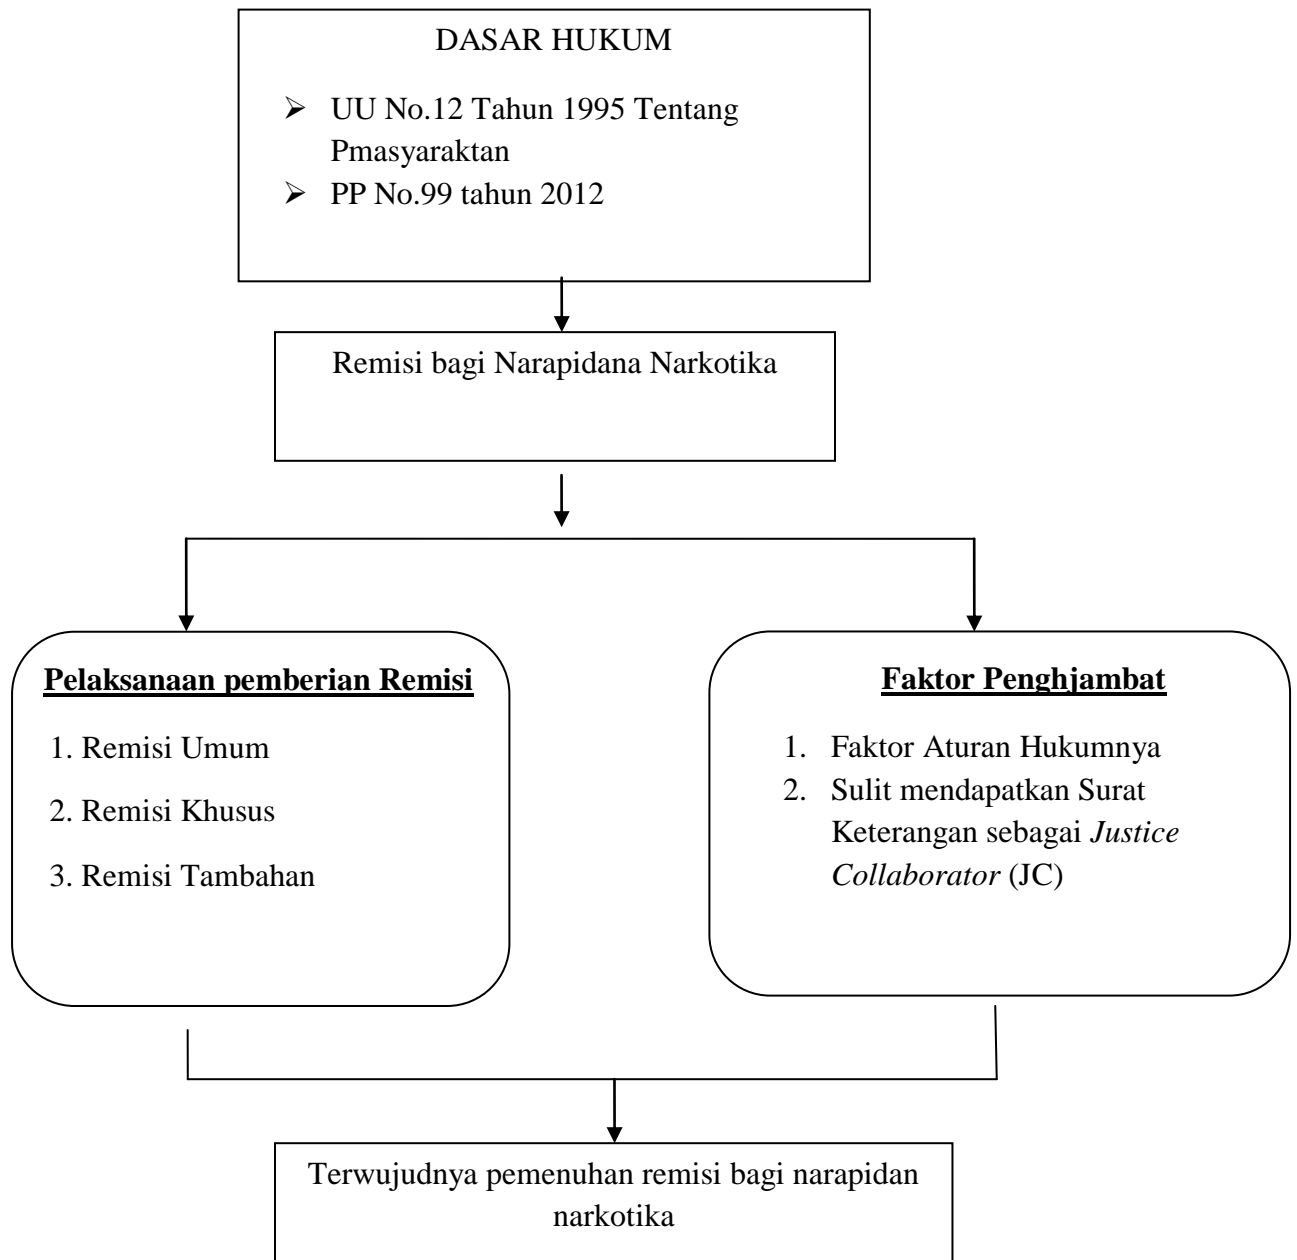 DASAR HUKUM
➢ UU No.12 Tahun 1995 Tentang
Pmasyaraktan
➢ PP No.99 tahun 2012
Remisi bagi Narapidana Narkotika
Pelaksanaan pemberian Remisi
1. Remisi Umum
2. Remisi Khusus
3. Remisi Tambahan
Faktor Penghjambat
1. Faktor Aturan Hukumnya
2. Sulit mendapatkan Surat
Keterangan sebagai Justice
Collaborator (JC)
Terwujudnya pemenuhan remisi bagi narapidan
narkotika